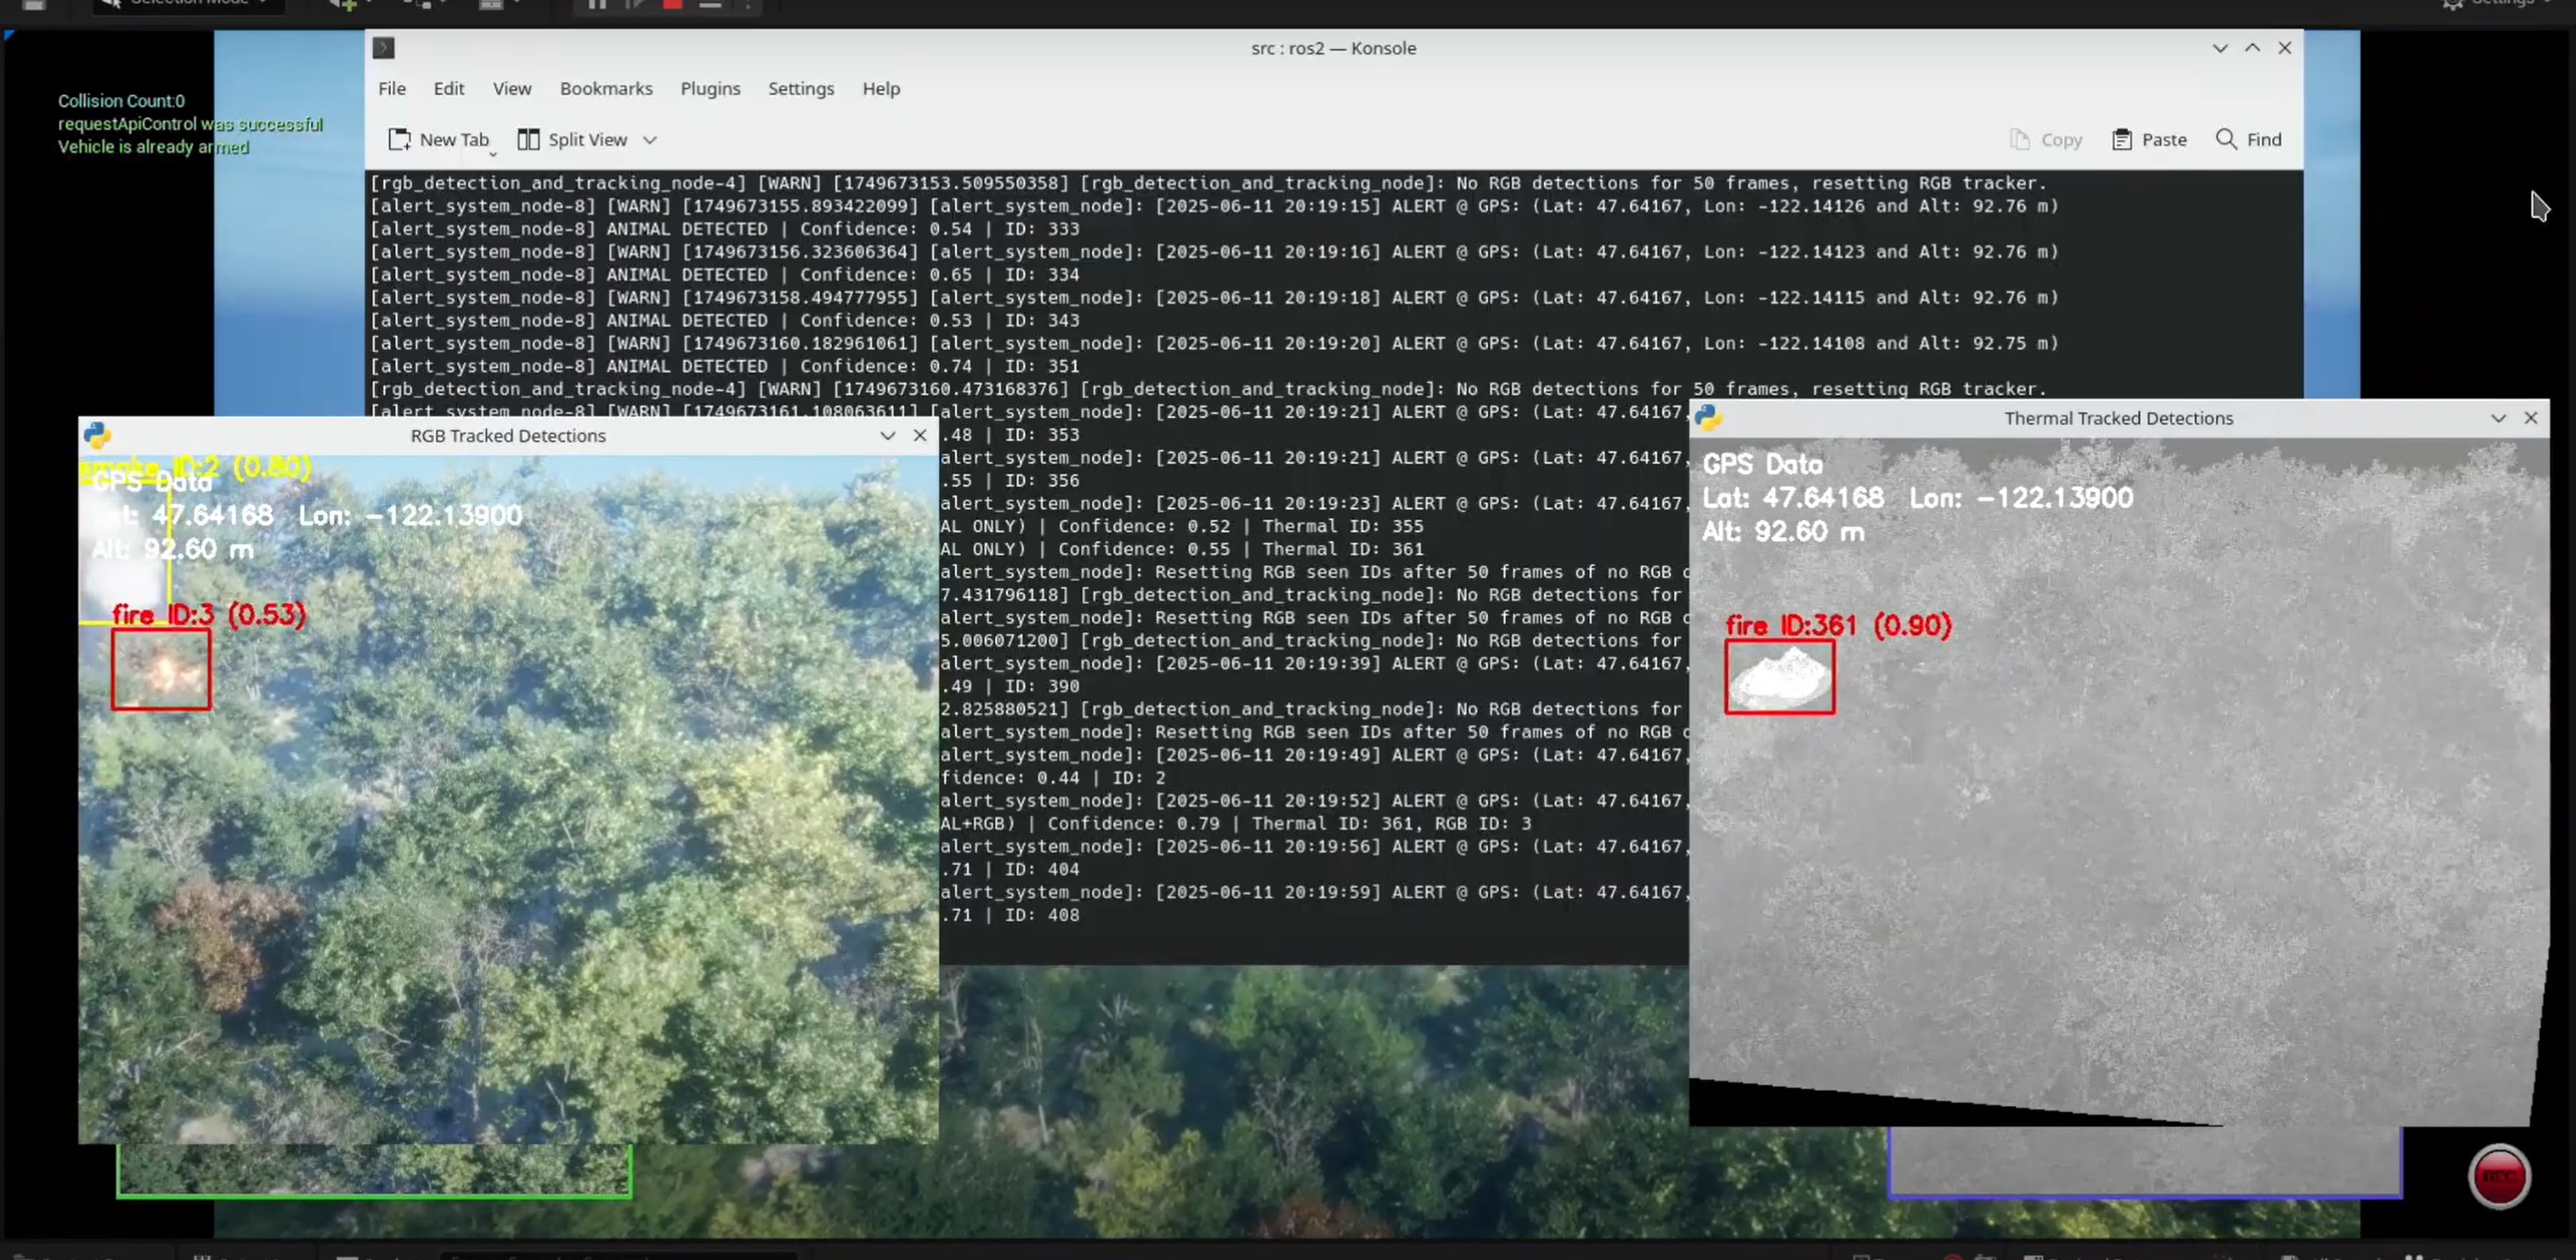 Selection Mode
Settings
src : ros2 — Konsole
File Edit View Bookmarks Plugins Settings Help
New Tab Split View Copy Paste Find
Collision Count:0
requestApiControl was successful
Vehicle is already armed
[rgb_detection_and_tracking_node-4] [WARN] [1749673153.509550358] [rgb_detection_and_tracking_node]: No RGB detections for 50 frames, resetting RGB tracker.
[alert_system_node-8] [WARN] [1749673155.893422099] [alert_system_node]: [2025-06-11 20:19:15] ALERT @ GPS: (Lat: 47.64167, Lon: -122.14126 and Alt: 92.76 m)
[alert_system_node-8] ANIMAL DETECTED | Confidence: 0.54 | ID: 333
[alert_system_node-8] [WARN] [1749673156.323606364] [alert_system_node]: [2025-06-11 20:19:16] ALERT @ GPS: (Lat: 47.64167, Lon: -122.14123 and Alt: 92.76 m)
[alert_system_node-8] ANIMAL DETECTED | Confidence: 0.65 | ID: 334
[alert_system_node-8] [WARN] [1749673158.494777955] [alert_system_node]: [2025-06-11 20:19:18] ALERT @ GPS: (Lat: 47.64167, Lon: -122.14115 and Alt: 92.76 m)
[alert_system_node-8] ANIMAL DETECTED | Confidence: 0.53 | ID: 343
[alert_system_node-8] [WARN] [1749673160.182961061] [alert_system_node]: [2025-06-11 20:19:20] ALERT @ GPS: (Lat: 47.64167, Lon: -122.14108 and Alt: 92.75 m)
[alert_system_node-8] ANIMAL DETECTED | Confidence: 0.74 | ID: 351
[rgb_detection_and_tracking_node-4] [WARN] [1749673160.473168376] [rgb_detection_and_tracking_node]: No RGB detections for 50 frames, resetting RGB tracker.
[alert_system_node-8] [WARN] [1749673161.108063611] [alert_system_node]: [2025-06-11 20:19:21] ALERT @ GPS: (Lat: 47.64167,
.48 | ID: 353
alert_system_node]: [2025-06-11 20:19:21] ALERT @ GPS: (Lat: 47.64167,
.55 | ID: 356
alert_system_node]: [2025-06-11 20:19:23] ALERT @ GPS: (Lat: 47.64167,
AL ONLY) | Confidence: 0.52 | Thermal ID: 355
AL ONLY) | Confidence: 0.55 | Thermal ID: 361
alert_system_node]: Resetting RGB seen IDs after 50 frames of no RGB
7.431796118] [rgb_detection_and_tracking_node]: No RGB detections for
alert_system_node]: Resetting RGB seen IDs after 50 frames of no RGB
5.006071200] [rgb_detection_and_tracking_node]: No RGB detections for
alert_system_node]: [2025-06-11 20:19:39] ALERT @ GPS: (Lat: 47.64167,
.49 | ID: 390
2.825880521] [rgb_detection_and_tracking_node]: No RGB detections for
alert_system_node]: Resetting RGB seen IDs after 50 frames of no RGB
alert_system_node]: [2025-06-11 20:19:49] ALERT @ GPS: (Lat: 47.64167,
fidence: 0.44 | ID: 2
alert_system_node]: [2025-06-11 20:19:52] ALERT @ GPS: (Lat: 47.64167,
AL+RGB) | Confidence: 0.79 | Thermal ID: 361, RGB ID: 3
alert_system_node]: [2025-06-11 20:19:56] ALERT @ GPS: (Lat: 47.64167,
.71 | ID: 404
alert_system_node]: [2025-06-11 20:19:59] ALERT @ GPS: (Lat: 47.64167,
.71 | ID: 408
RGB Tracked Detections
smoke ID:2 (0.80)
GPS Data
Lat: 47.64168 Lon: -122.13900
Alt: 92.60 m
fire ID:3 (0.53)
Thermal Tracked Detections
GPS Data
Lat: 47.64168 Lon: -122.13900
Alt: 92.60 m
fire ID:361 (0.90)